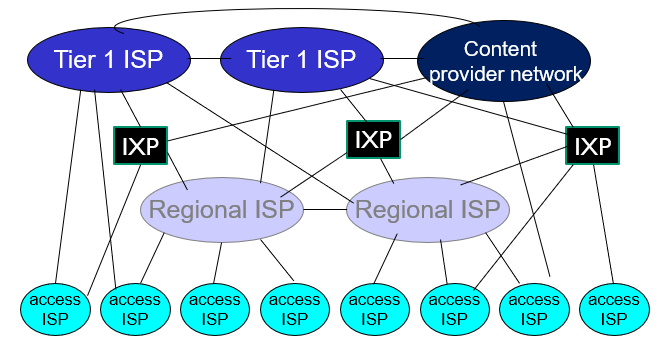 Tier 1 ISP
Tier 1 ISP
Content
provider network
IXP
IXP
IXP
Regional ISP
Regional ISP
access
ISP
access
ISP
access
ISP
access
ISP
access
ISP
access
ISP
access
ISP
access
ISP